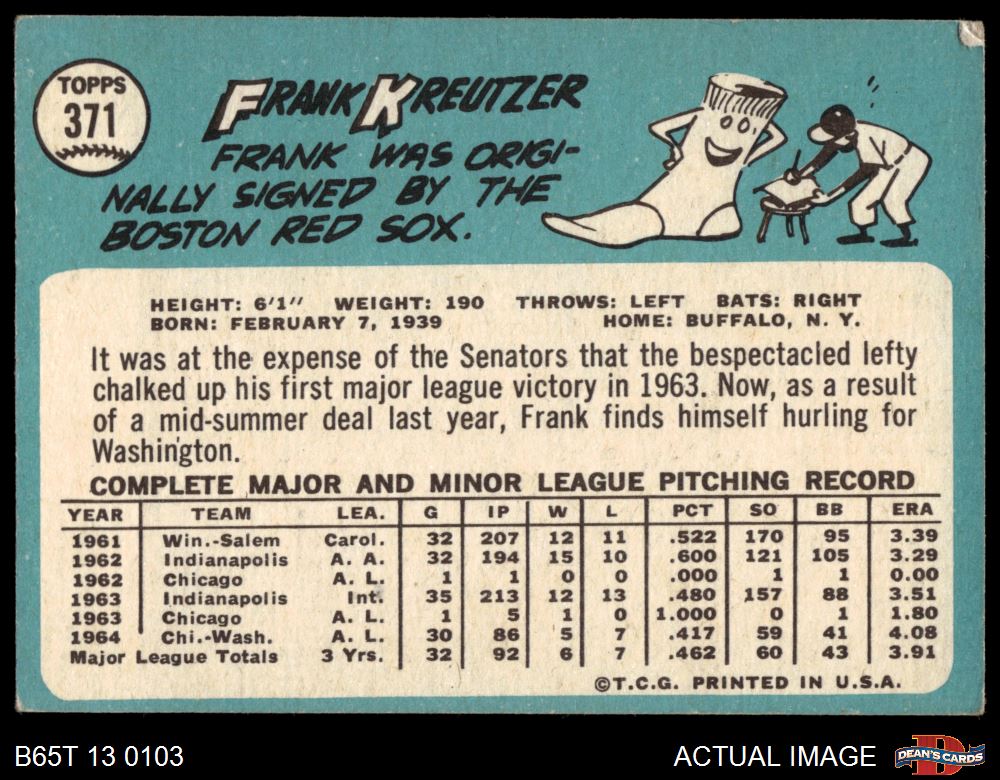 TOPPS
371
FRANK KREUTZER
FRANK WAS ORIGI-
NALLY SIGNED BY THE
BOSTON RED SOX.
HEIGHT: 6'1" WEIGHT: 190 THROWS: LEFT BATS: RIGHT
BORN: FEBRUARY 7, 1939 HOME: BUFFALO, N. Y.
It was at the expense of the Senators that the bespectacled lefty
chalked up his first major league victory in 1963. Now, as a result
of a mid-summer deal last year, Frank finds himself hurling for
Washington.
COMPLETE MAJOR AND MINOR LEAGUE PITCHING RECORD
YEAR TEAM LEA. G IP W L PCT SO BB ERA
1961 Win.-Salem Carol. 32 207 12 11 .522 170 95 3.39
1962 Indianapolis A. A. 32 194 15 10 .600 121 105 3.29
1962 Chicago A. L. 1 1 0 0 .000 1 1 0.00
1963 Indianapolis Int. 35 213 12 13 .480 157 88 3.51
1963 Chicago A. L. 1 5 1 0 1.000 0 1 1.80
1964 Chi.-Wash. A. L. 30 86 5 7 .417 59 41 4.08
Major League Totals 3 Yrs. 32 92 6 7 .462 60 43 3.91
©T.C.G. PRINTED IN U.S.A.
B65T 13 0103 ACTUAL IMAGE D DEAN'S CARDS